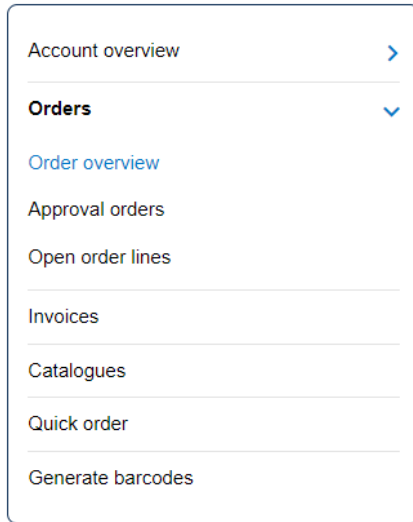 Account overview
Orders
Order overview
Approval orders
Open order lines
Invoices
Catalogues
Quick order
Generate barcodes